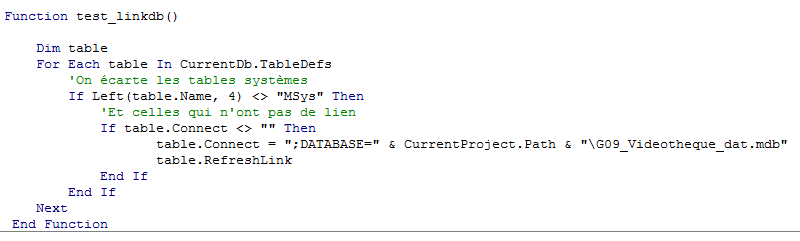 Function test_linkdb()
Dim table
For Each table In CurrentDb.TableDefs
'On écarte les tables systèmes
If Left(table.Name, 4) <> "MSys" Then
'Et celles qui n'ont pas de lien
If table.Connect <> "" Then
table.Connect = ";DATABASE=" & CurrentProject.Path & "\G09_Videotheque_dat.mdb"
table.RefreshLink
End If
End If
Next
End Function